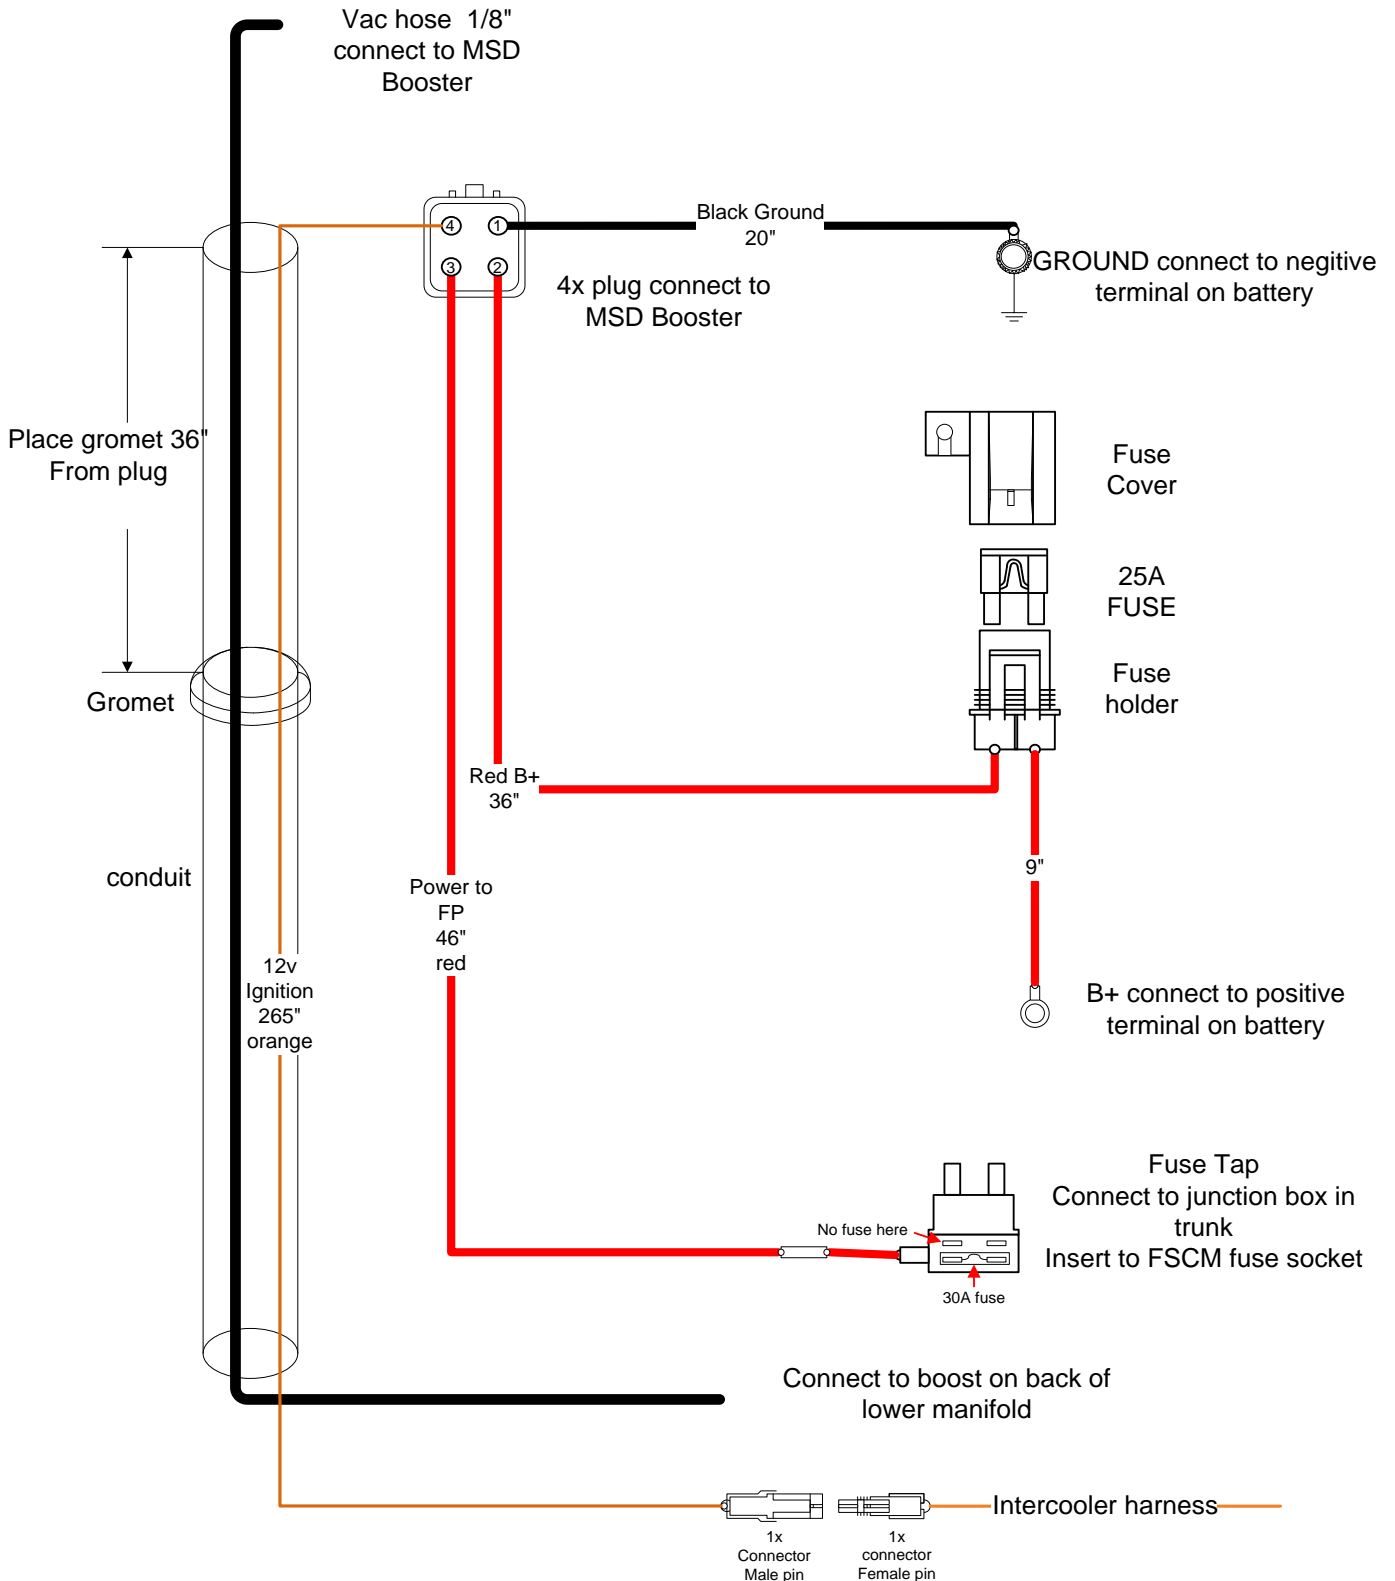 Vac hose 1/8"
connect to MSD
Booster
4
1
3
2
Black Ground
20"
GROUND connect to negitive
terminal on battery
4x plug connect to
MSD Booster
Place gromet 36"
From plug
Fuse
Cover
25A
FUSE
Fuse
holder
Gromet
Red B+
36"
conduit
9"
Power to
FP
46"
red
12v
Ignition
265"
orange
B+ connect to positive
terminal on battery
Fuse Tap
Connect to junction box in
trunk
Insert to FSCM fuse socket
No fuse here
30A fuse
Connect to boost on back of
lower manifold
Intercooler harness
1x
Connector
Male pin
1x
connector
Female pin